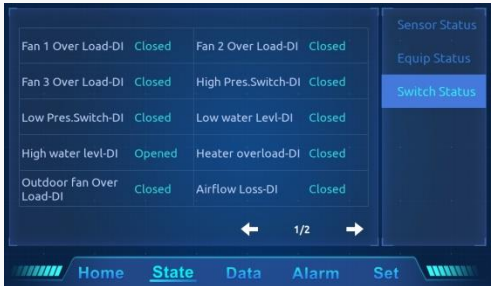 Sensor Status
Fan 1 Over Load-DI Closed Fan 2 Over Load-DI Closed
Equip Status
Fan 3 Over Load-DI Closed High Pres.Switch-DI Closed
Switch Status
Low Pres.Switch-DI Closed Low water Levl-DI Closed
High water levl-DI Opened Heater overload-DI Closed
Outdoor fan Over
Load-DI Closed Airflow Loss-DI Closed
1/2
Home State Data Alarm Set